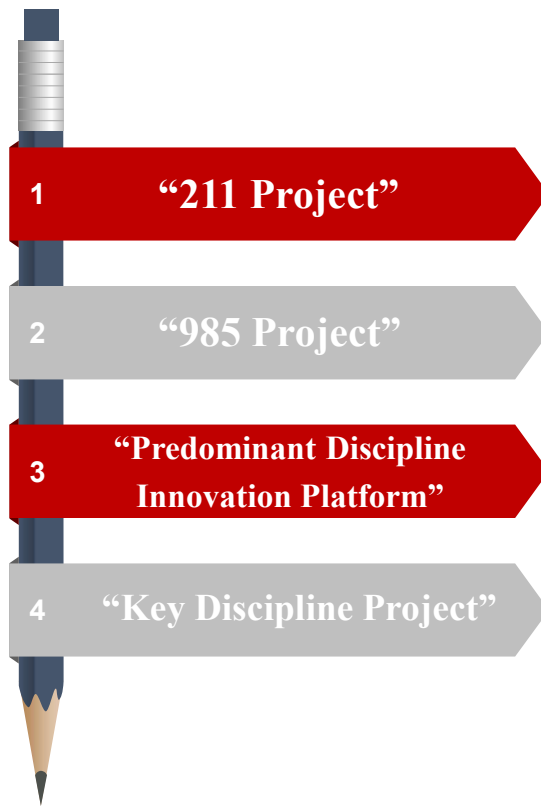 1 “211 Project”
2 “985 Project”
3 “Predominant Discipline
Innovation Platform”
4 “Key Discipline Project”